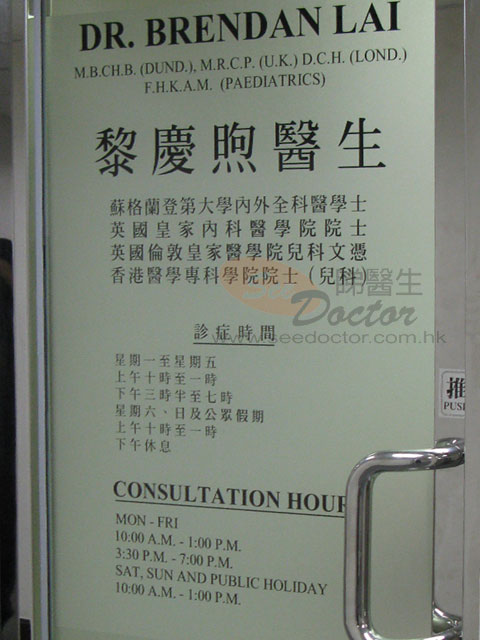 DR. BRENDAN LAI
M.B.CH.B. (DUND.), M.R.C.P. (U.K.) D.C.H. (LOND.)
F.H.K.A.M. (PAEDIATRICS)
黎慶煦醫生
蘇格蘭登第大學內外全科醫學士
英國皇家內科醫學院院士
英國倫敦皇家醫學院兒科文憑
香港醫學專科學院院士（兒科）
See 睇醫生
Doctor
www.seedoctor.com.hk
診症時間
星期一至星期五
上午十時至一時
下午三時半至七時
星期六、日及公眾假期
上午十時至一時
下午休息
推
PUSH
CONSULTATION HOUR
MON - FRI
10:00 A.M. - 1:00 P.M.
3:30 P.M. - 7:00 P.M.
SAT, SUN AND PUBLIC HOLIDAY
10:00 A.M. - 1:00 P.M.